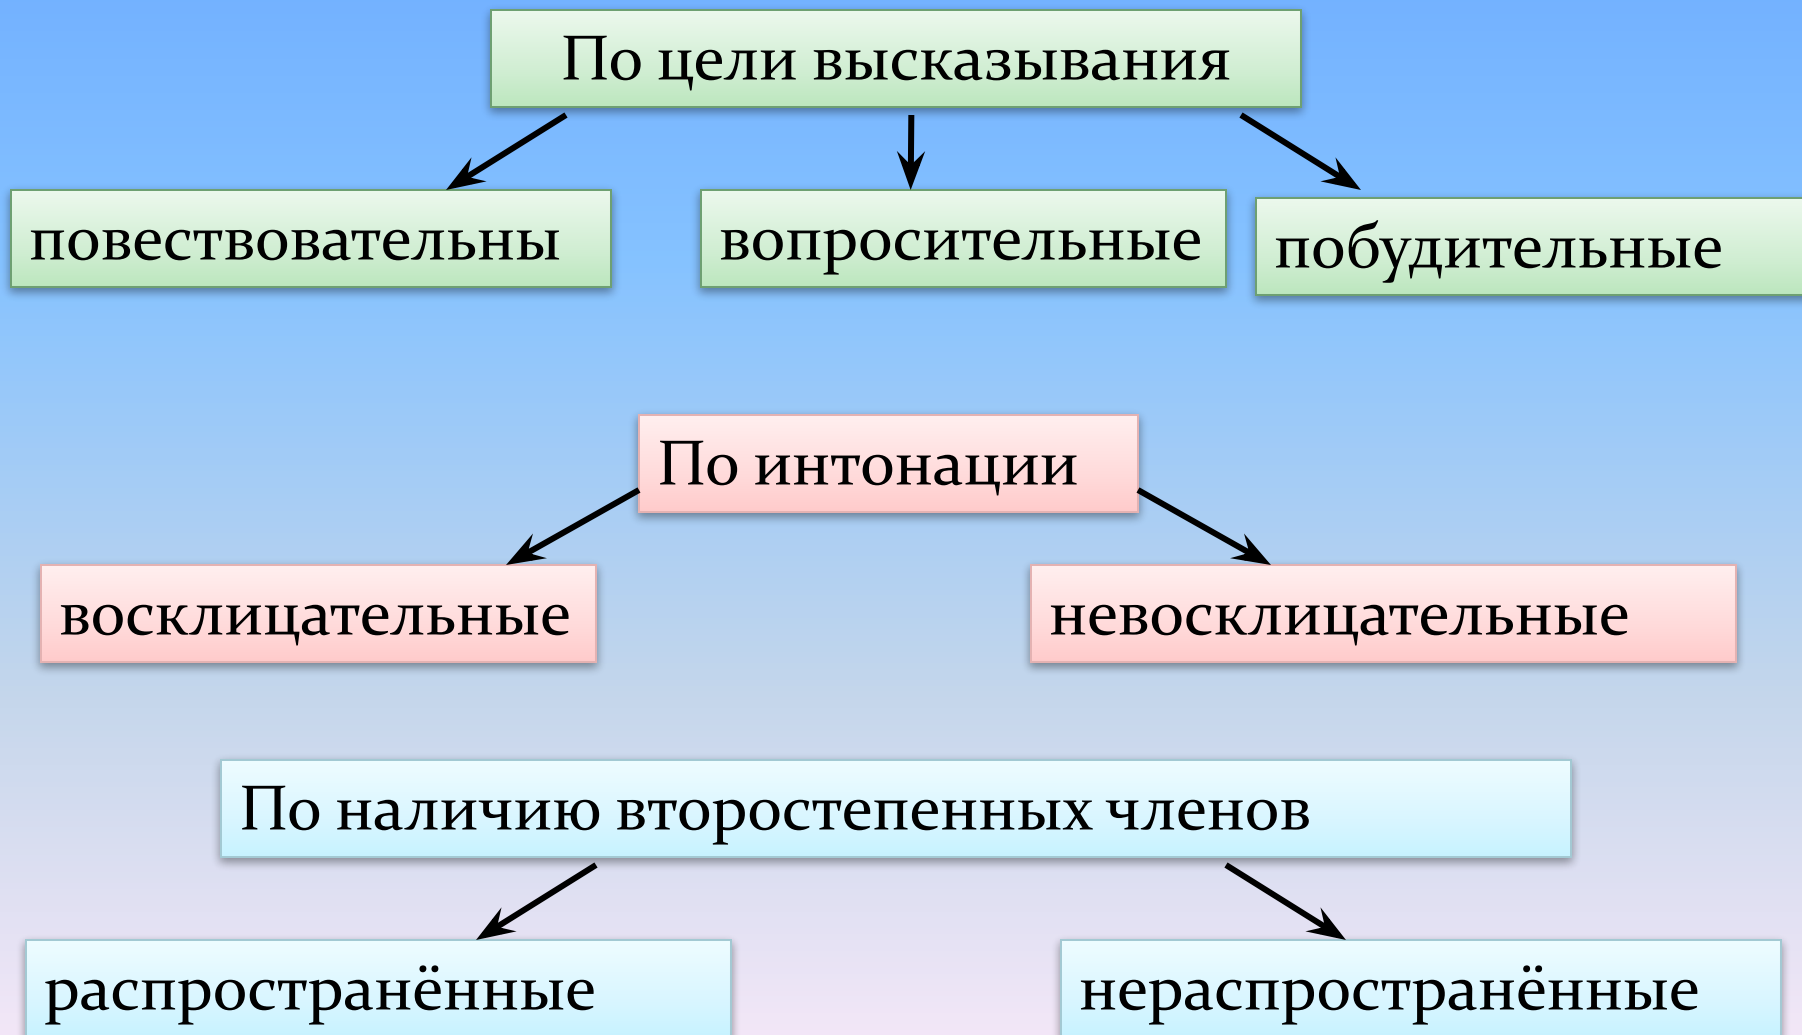 По цели высказывания
повествовательны
вопросительные
побудительные
По интонации
восклицательные
невосклицательные
По наличию второстепенных членов
распространённые
нераспространённые